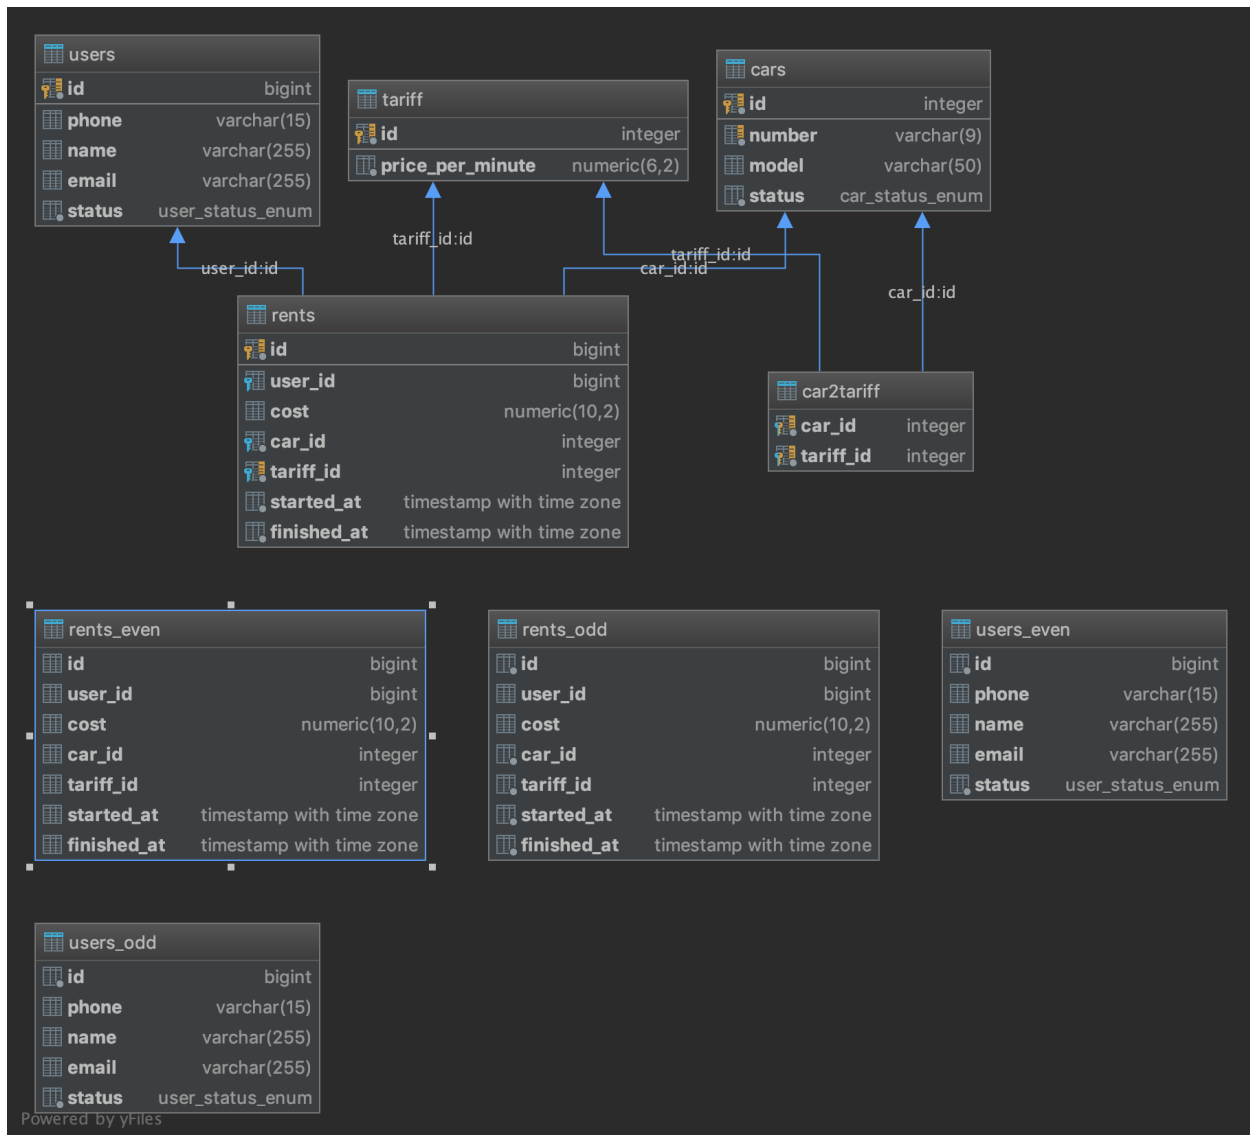 users
id bigint
phone varchar(15)
name varchar(255)
email varchar(255)
status user_status_enum
tariff
id integer
price_per_minute numeric(6,2)
cars
id integer
number varchar(9)
model varchar(50)
status car_status_enum
user_id:id
tariff_id:id
tariff_id:id
car_id:id
car_id:id
rents
id bigint
user_id bigint
cost numeric(10,2)
car_id integer
tariff_id integer
started_at timestamp with time zone
finished_at timestamp with time zone
car2tariff
car_id integer
tariff_id integer
rents_even
id bigint
user_id bigint
cost numeric(10,2)
car_id integer
tariff_id integer
started_at timestamp with time zone
finished_at timestamp with time zone
rents_odd
id bigint
user_id bigint
cost numeric(10,2)
car_id integer
tariff_id integer
started_at timestamp with time zone
finished_at timestamp with time zone
users_even
id bigint
phone varchar(15)
name varchar(255)
email varchar(255)
status user_status_enum
users_odd
id bigint
phone varchar(15)
name varchar(255)
email varchar(255)
status user_status_enum
Powered by yFiles